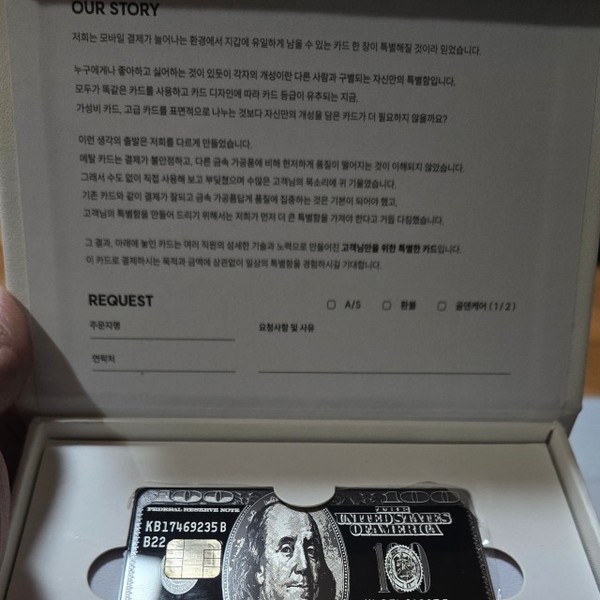 OUR STORY
저희는 모바일 결제가 늘어나는 환경에서 지갑에 유일하게 남을 수 있는 카드 한 장이 특별해질 것이라 믿었습니다.
누구에게나 좋아하고 싫어하는 것이 있듯이 각자의 개성이란 다른 사람과 구별되는 자신만의 특별함입니다.
모두가 똑같은 카드를 사용하고 카드 디자인에 따라 카드 등급이 유추되는 지금,
가성비 카드, 고급 카드를 표면적으로 나누는 것보다 자신만의 개성을 담은 카드가 더 필요하지 않을까요?
이런 생각의 출발은 저희를 다르게 만들었습니다.
메탈 카드는 결제가 불안정하고, 다른 금속 가공품에 비해 현저하게 품질이 떨어지는 것이 이해되지 않았습니다.
그래서 수도 없이 직접 사용해 보고 부딪혔으며 수많은 고객님의 목소리에 귀 기울였습니다.
기존 카드와 같이 결제가 잘되고 금속 가공품답게 품질에 집중하는 것은 기본이 되어야 했고,
고객님의 특별함을 만들어 드리기 위해서는 저희가 먼저 더 큰 특별함을 가져야 한다고 거듭 다짐했습니다.
그 결과, 아래에 놓인 카드는 여러 직원의 섬세한 기술과 노력으로 만들어진 고객님만을 위한 특별한 카드입니다.
이 카드로 결제하시는 목적과 금액에 상관없이 일상의 특별함을 경험하시길 기대합니다.
REQUEST
A/S 환불 골덴케어 (1/2)
주문자명 요청사항 및 사유
연락처
100 100
FEDERAL RESERVE NOTE
THE
UNITED STATES
OF AMERICA
KB17469235B
B22
100